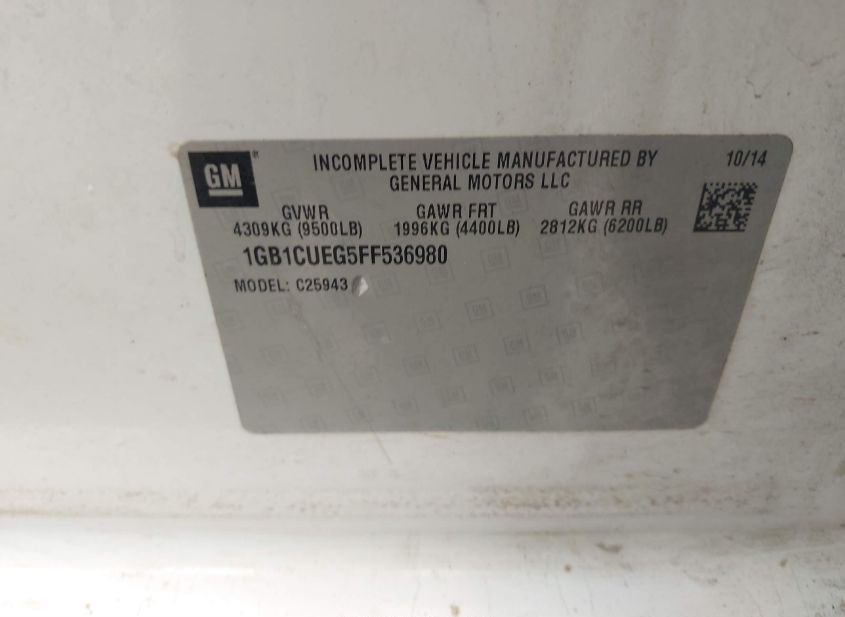 GM ®
INCOMPLETE VEHICLE MANUFACTURED BY
10/14
GENERAL MOTORS LLC
GVWR GAWR FRT GAWR RR
4309KG (9500LB) 1996KG (4400LB) 2812KG (6200LB)
1GB1CUEG5FF536980
MODEL: C25943